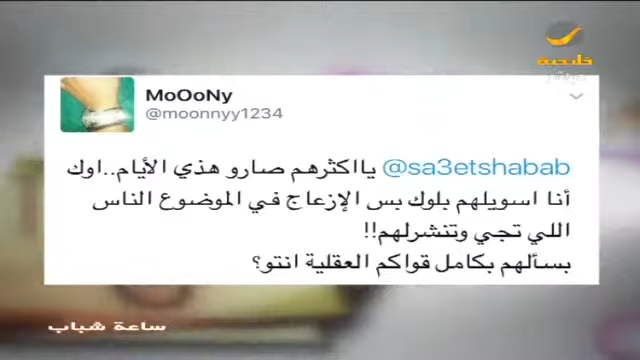 خليجية
MoOoNy
@moonnyy1234
@sa3etshabab يااكثرهم صارو هذي الأيام..اوك
أنا اسويلهم بلوك بس الإزعاج في الموضوع الناس
اللي تجي وتنشرلهم!!
بسألهم بكامل قواكم العقلية انتو؟
ساعة شباب